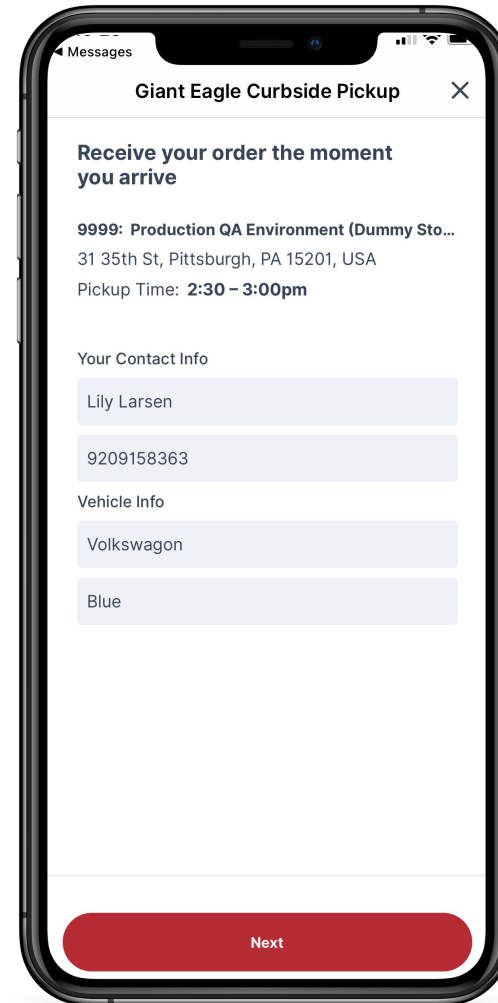 ◀ Messages
Giant Eagle Curbside Pickup
Receive your order the moment
you arrive
9999: Production QA Environment (Dummy Sto...
31 35th St, Pittsburgh, PA 15201, USA
Pickup Time: 2:30 – 3:00pm
Your Contact Info
Lily Larsen
9209158363
Vehicle Info
Volkswagon
Blue
Next